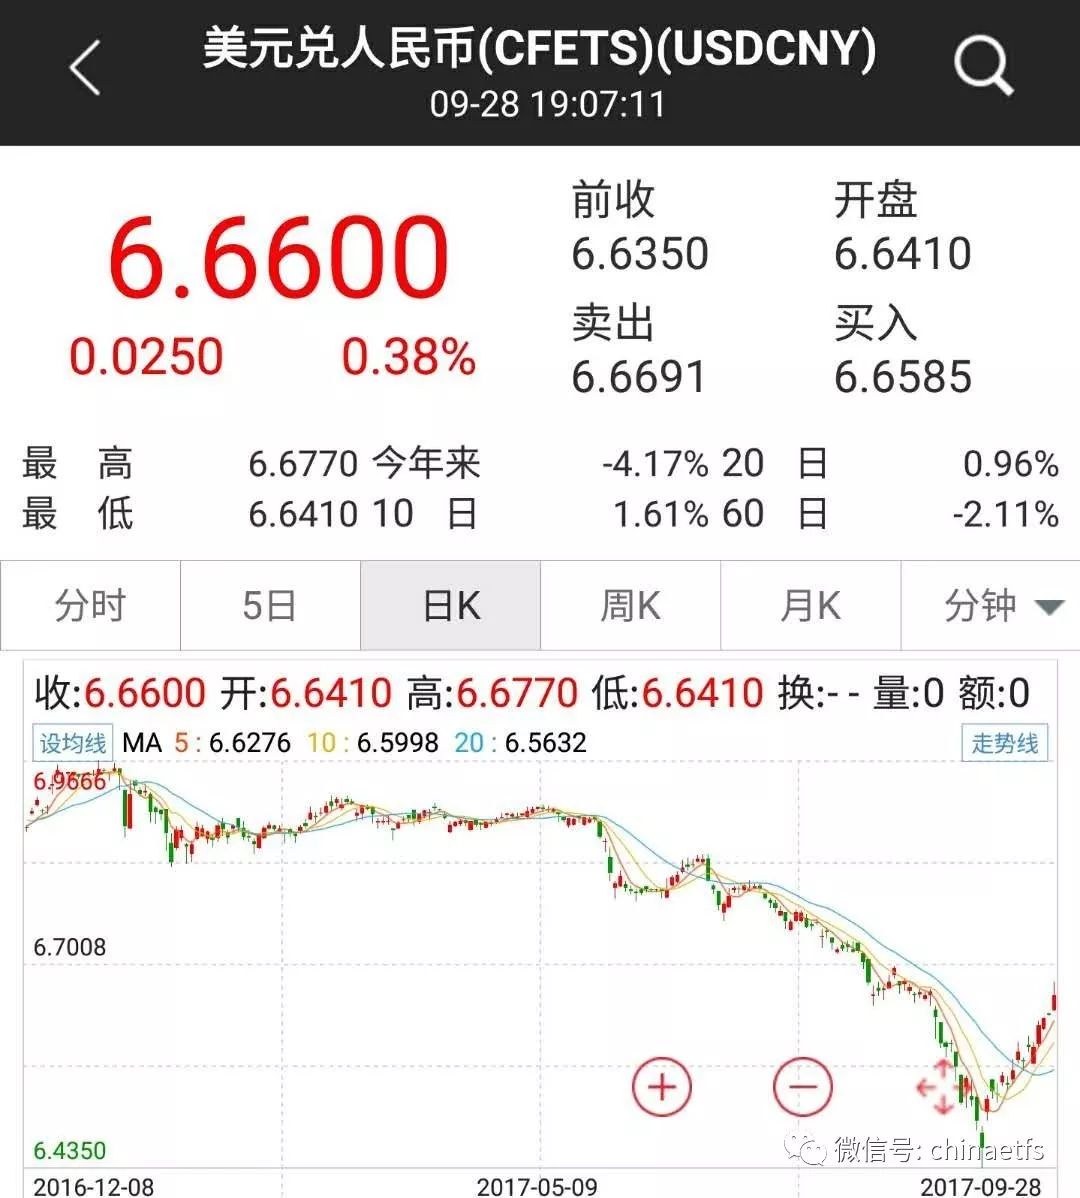 美元兑人民币(CFETS)(USDCNY)
09-28 19:07:11
6.6600
0.0250 0.38%
前收 开盘
6.6350 6.6410
卖出 买入
6.6691 6.6585
最 高 6.6770 今年来 -4.17% 20 日 0.96%
最 低 6.6410 10 日 1.61% 60 日 -2.11%
分时 5日 日K 周K 月K 分钟
收:6.6600 开:6.6410 高:6.6770 低:6.6410 换:-- 量:0 额:0
设均线 MA 5:6.6276 10:6.5998 20:6.5632 走势线
6.9666
6.7008
6.4350
微信号: chinaetfs
2016-12-08 2017-05-09 2017-09-28